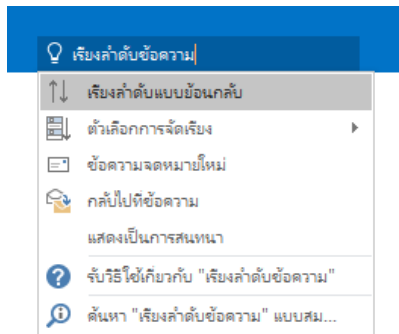 เรียงลำดับข้อความ
เรียงลำดับแบบย้อนกลับ
ตัวเลือกการจัดเรียง
ข้อความจดหมายใหม่
กลับไปที่ข้อความ
แสดงเป็นการสนทนา
รับวิธีใช้เกี่ยวกับ "เรียงลำดับข้อความ"
ค้นหา "เรียงลำดับข้อความ" แบบสม...